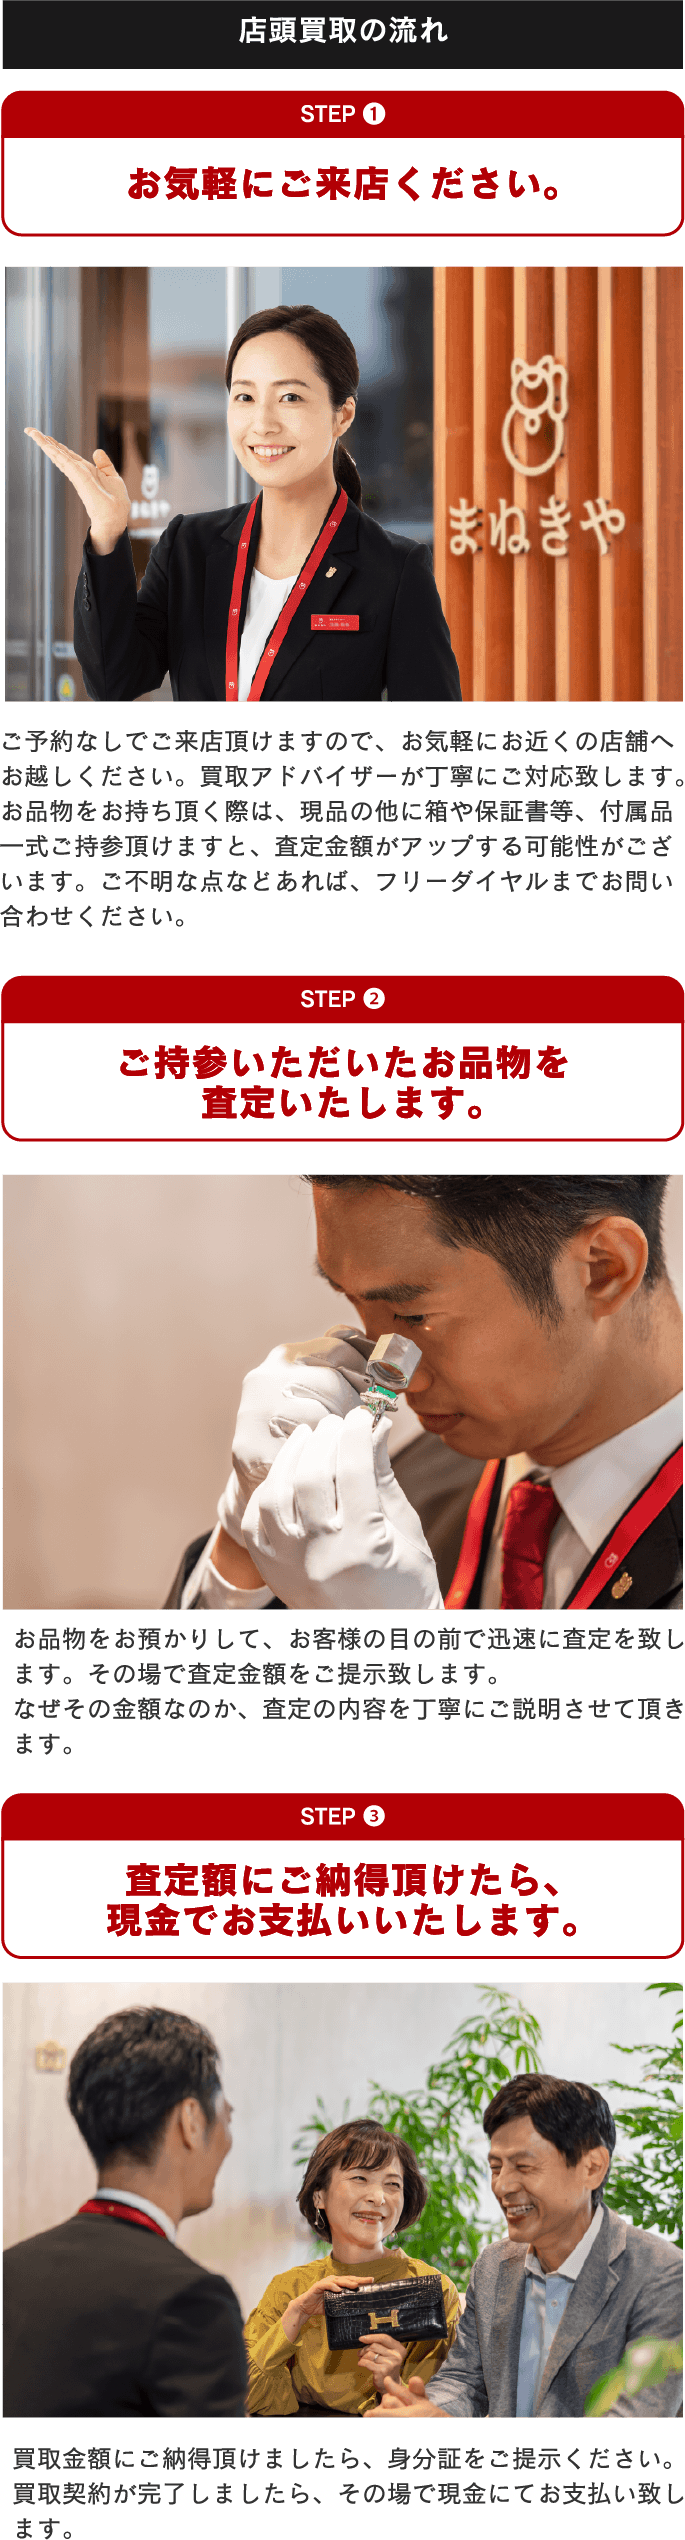 店頭買取の流れ
STEP 1
お気軽にご来店ください。
まねきや
ご予約なしでご来店頂けますので、お気軽にお近くの店舗へ
お越しください。買取アドバイザーが丁寧にご対応致します。
お品物をお持ち頂く際は、現品の他に箱や保証書等、付属品
一式ご持参頂けますと、査定金額がアップする可能性がござ
います。ご不明な点などあれば、フリーダイヤルまでお問い
合わせください。
STEP 2
ご持参いただいたお品物を
査定いたします。
お品物をお預かりして、お客様の目の前で迅速に査定を致し
ます。その場で査定金額をご提示致します。
なぜその金額なのか、査定の内容を丁寧にご説明させて頂き
ます。
STEP 3
査定額にご納得頂けたら、
現金でお支払いいたします。
買取金額にご納得頂けましたら、身分証をご提示ください。
買取契約が完了しましたら、その場で現金にてお支払い致し
ます。